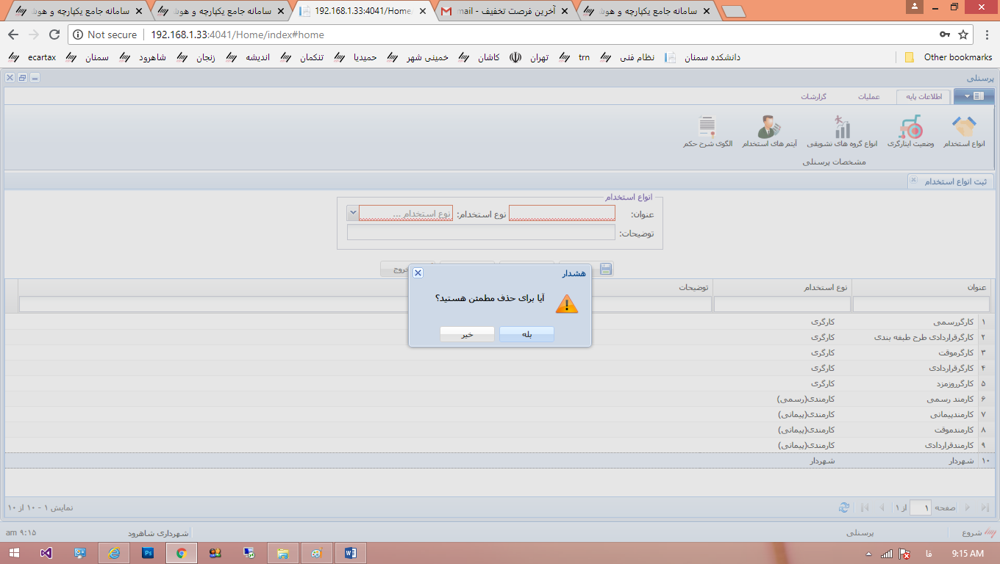 سامانه جامع یکپارچه و هوش
سامانه جامع یکپارچه و هوش
192.168.1.33:4041/Home/
آخرین فرصت تخفیف - mail
سامانه جامع یکپارچه و هوش
Not secure 192.168.1.33:4041/Home/index#home
ecartax سمنان شاهرود زنجان اندیشه تنکمان حمیدیا خمینی شهر کاشان تهران trn نظام فنی دانشکده سمنان Other bookmarks
پرسنلی
اطلاعات پایه عملیات گزارشات
انواع استخدام وضعیت ایثارگری انواع گروه های تشویقی آیتم های استخدام الگوی شرح حکم
مشخصات پرسنلی
ثبت انواع استخدام
انواع استخدام
عنوان: نوع استخدام: نوع استخدام ...
توضیحات:
هشدار
آیا برای حذف مطمئن هستید؟
بله خیر
عنوان نوع استخدام توضیحات
۱ کارگررسمی کارگری
۲ کارگرقراردادی طرح طبقه بندی کارگری
۳ کارگرموقت کارگری
۴ کارگرقراردادی کارگری
۵ کارگرروزمزد کارگری
۶ کارمند رسمی کارمندی(رسمی)
۷ کارمندپیمانی کارمندی(پیمانی)
۸ کارمندموقت کارمندی(پیمانی)
۹ کارمندقراردادی کارمندی(پیمانی)
۱۰ شهردار شهردار
صفحه ۱ از ۱ نمایش ۱ - ۱۰ از ۱۰
شروع پرسنلی شهرداری شاهرود ۹:۱۵ am
فا 9:15 AM